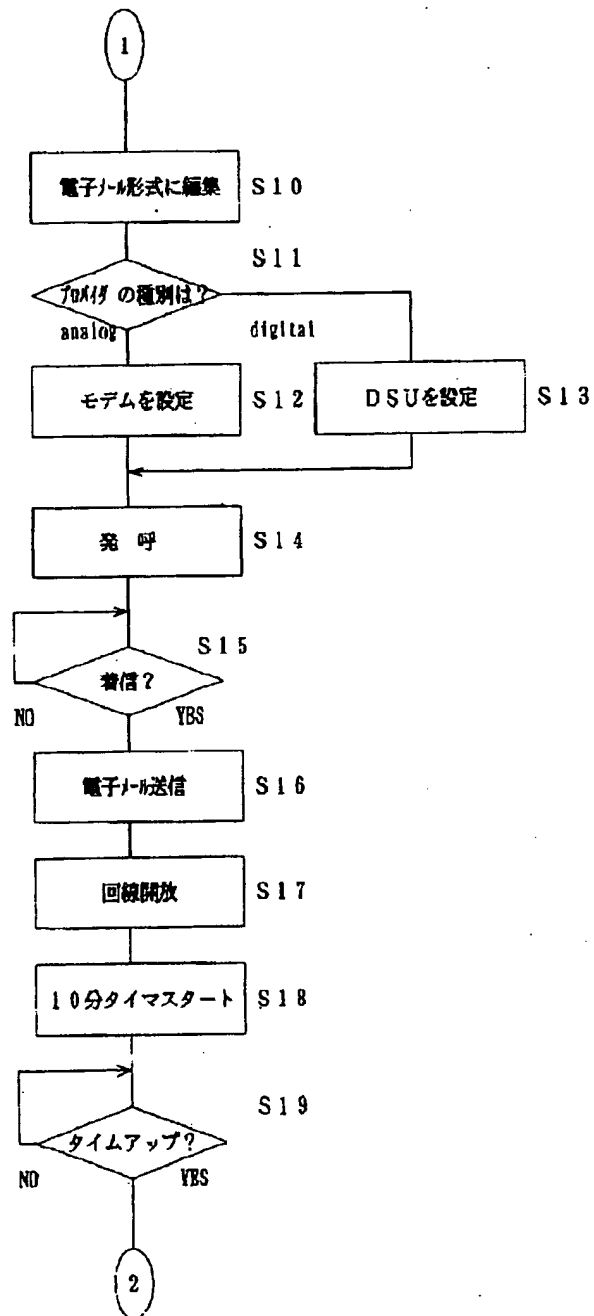 1
電子メール形式に編集 S10
S11
プロバイダの種別は?
analog digital
モデムを設定 S12 DSUを設定 S13
発 呼 S14
S15
着信?
NO YES
電子メール送信 S16
回線開放 S17
10分タイマスタート S18
S19
タイムアップ?
NO YES
2